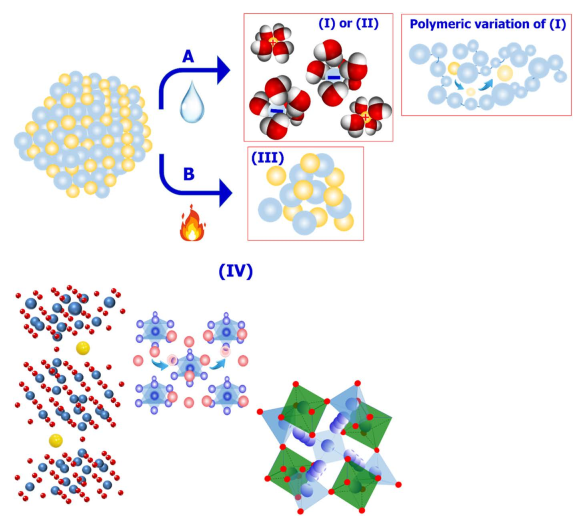 A
(I) or (II)
Polymeric variation of (I)
B
(III)
(IV)